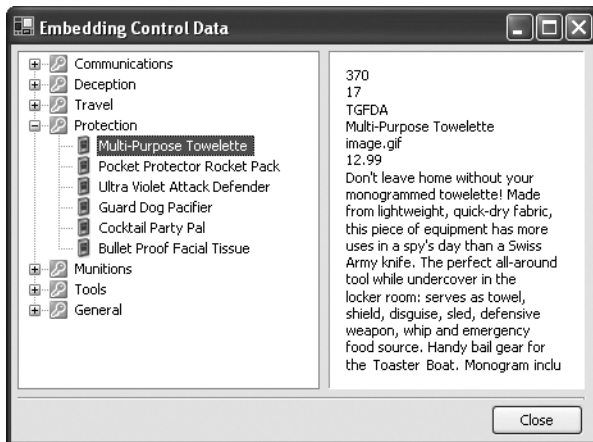 Embedding Control Data
Communications
Deception
Travel
Protection
Multi-Purpose Towelette
Pocket Protector Rocket Pack
Ultra Violet Attack Defender
Guard Dog Pacifier
Cocktail Party Pal
Bullet Proof Facial Tissue
Munitions
Tools
General
370
17
TGFDA
Multi-Purpose Towelette
image.gif
12.99
Don't leave home without your
monogrammed towelette! Made
from lightweight, quick-dry fabric,
this piece of equipment has more
uses in a spy's day than a Swiss
Army knife. The perfect all-around
tool while undercover in the
locker room: serves as towel,
shield, disguise, sled, defensive
weapon, whip and emergency
food source. Handy bail gear for
the Toaster Boat. Monogram inclu
Close